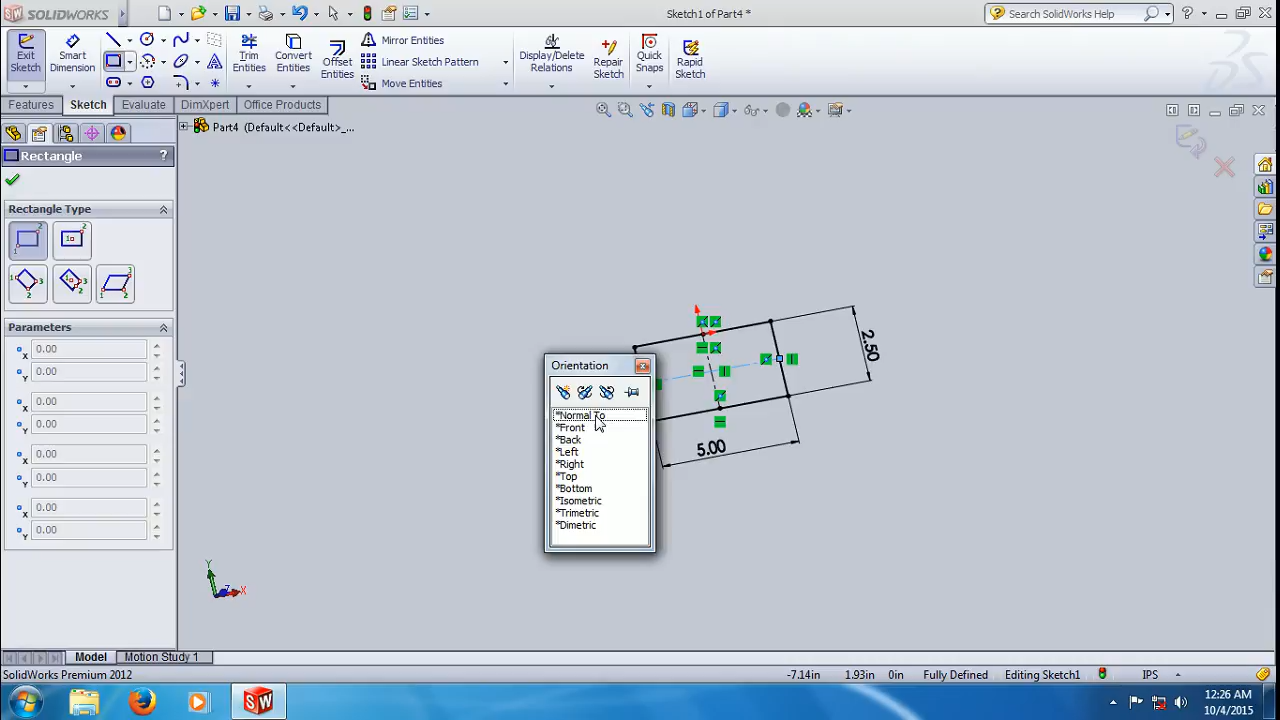 SOLIDWORKS
Sketch1 of Part4 *
Search SolidWorks Help
Exit Sketch
Smart Dimension
Trim Entities
Convert Entities
Offset Entities
Mirror Entities
Linear Sketch Pattern
Move Entities
Display/Delete Relations
Repair Sketch
Quick Snaps
Rapid Sketch
Features
Sketch
Evaluate
DimXpert
Office Products
Part4 (Default<<Default>_...
Rectangle
?
Rectangle Type
Parameters
0.00
0.00
0.00
0.00
0.00
0.00
0.00
0.00
Orientation
*Normal To
*Front
*Back
*Left
*Right
*Top
*Bottom
*Isometric
*Trimetric
*Dimetric
2.50
5.00
Y
Z
X
Model
Motion Study 1
SolidWorks Premium 2012
-7.14in
1.93in
0in
Fully Defined
Editing Sketch1
IPS
12:26 AM
10/4/2015